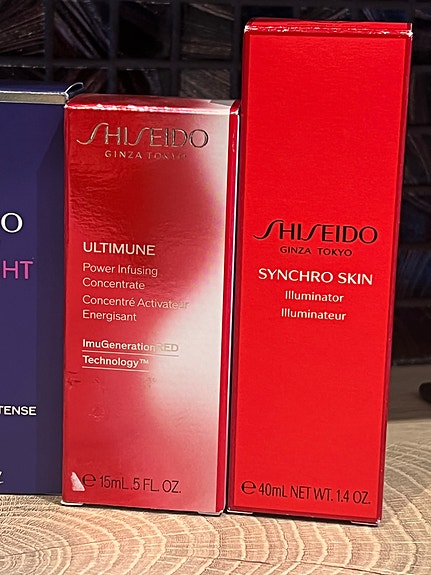 O
HT
TENSE
SHISEIDO
GINZA TOKYO
ULTIMUNE
Power Infusing
Concentrate
Concentré Activateur
Energisant
ImuGenerationRED
Technology™
℮ 15mL .5 FL. OZ.
SHISEIDO
GINZA TOKYO
SYNCHRO SKIN
Illuminator
Illuminateur
℮ 40mL NET WT. 1.4 OZ.